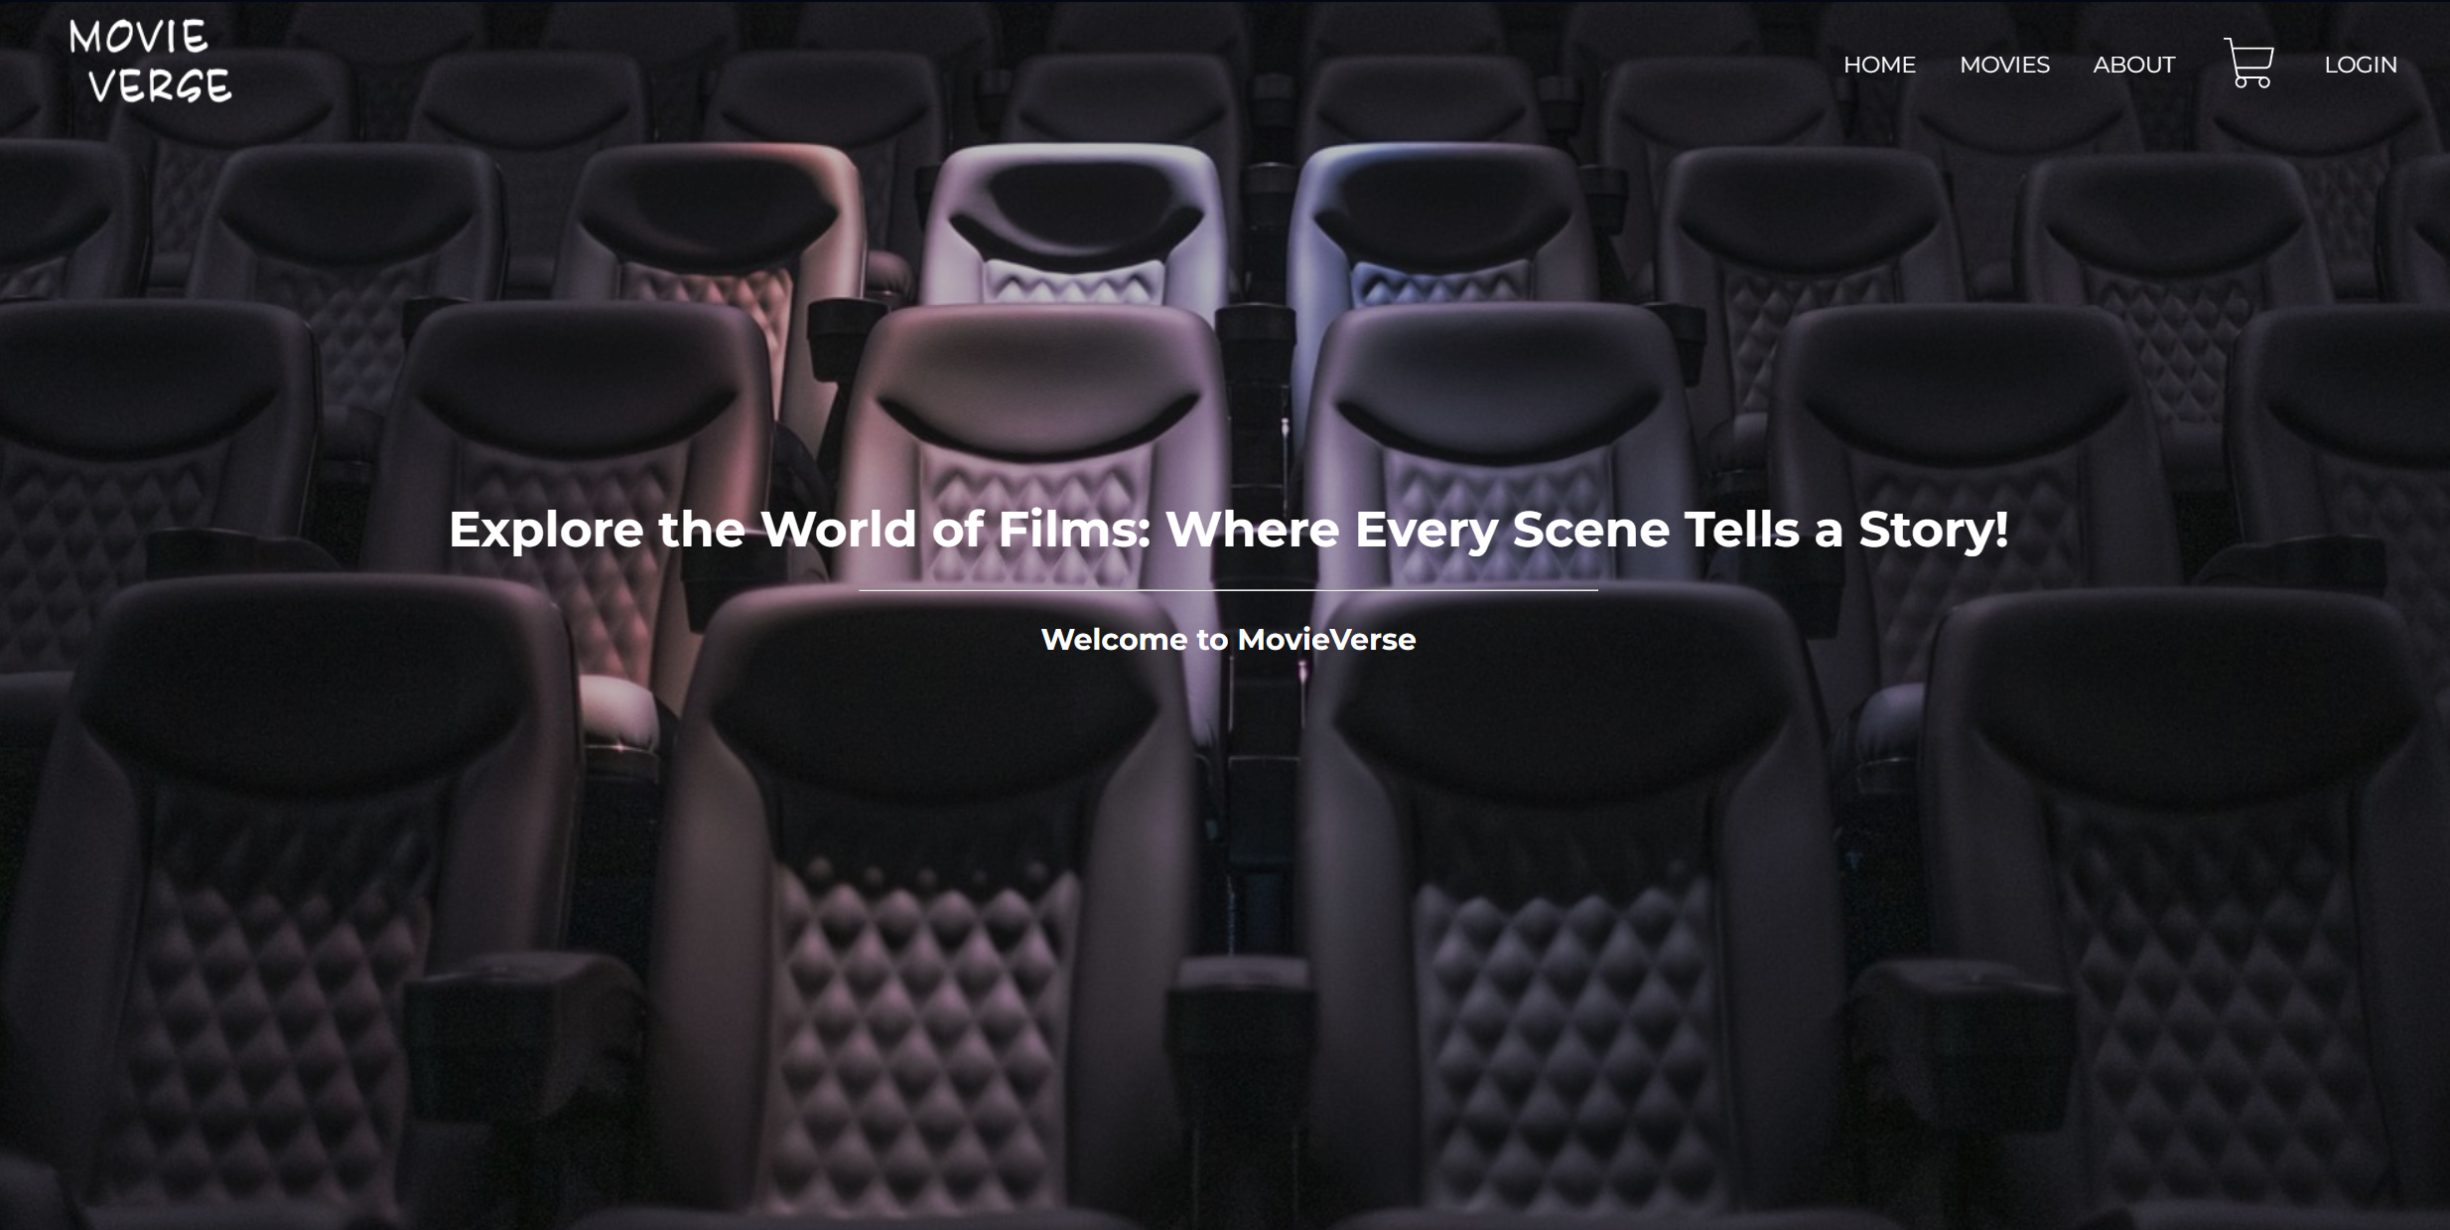 MOVIE
VERSE
HOME MOVIES ABOUT LOGIN
Explore the World of Films: Where Every Scene Tells a Story!
Welcome to MovieVerse